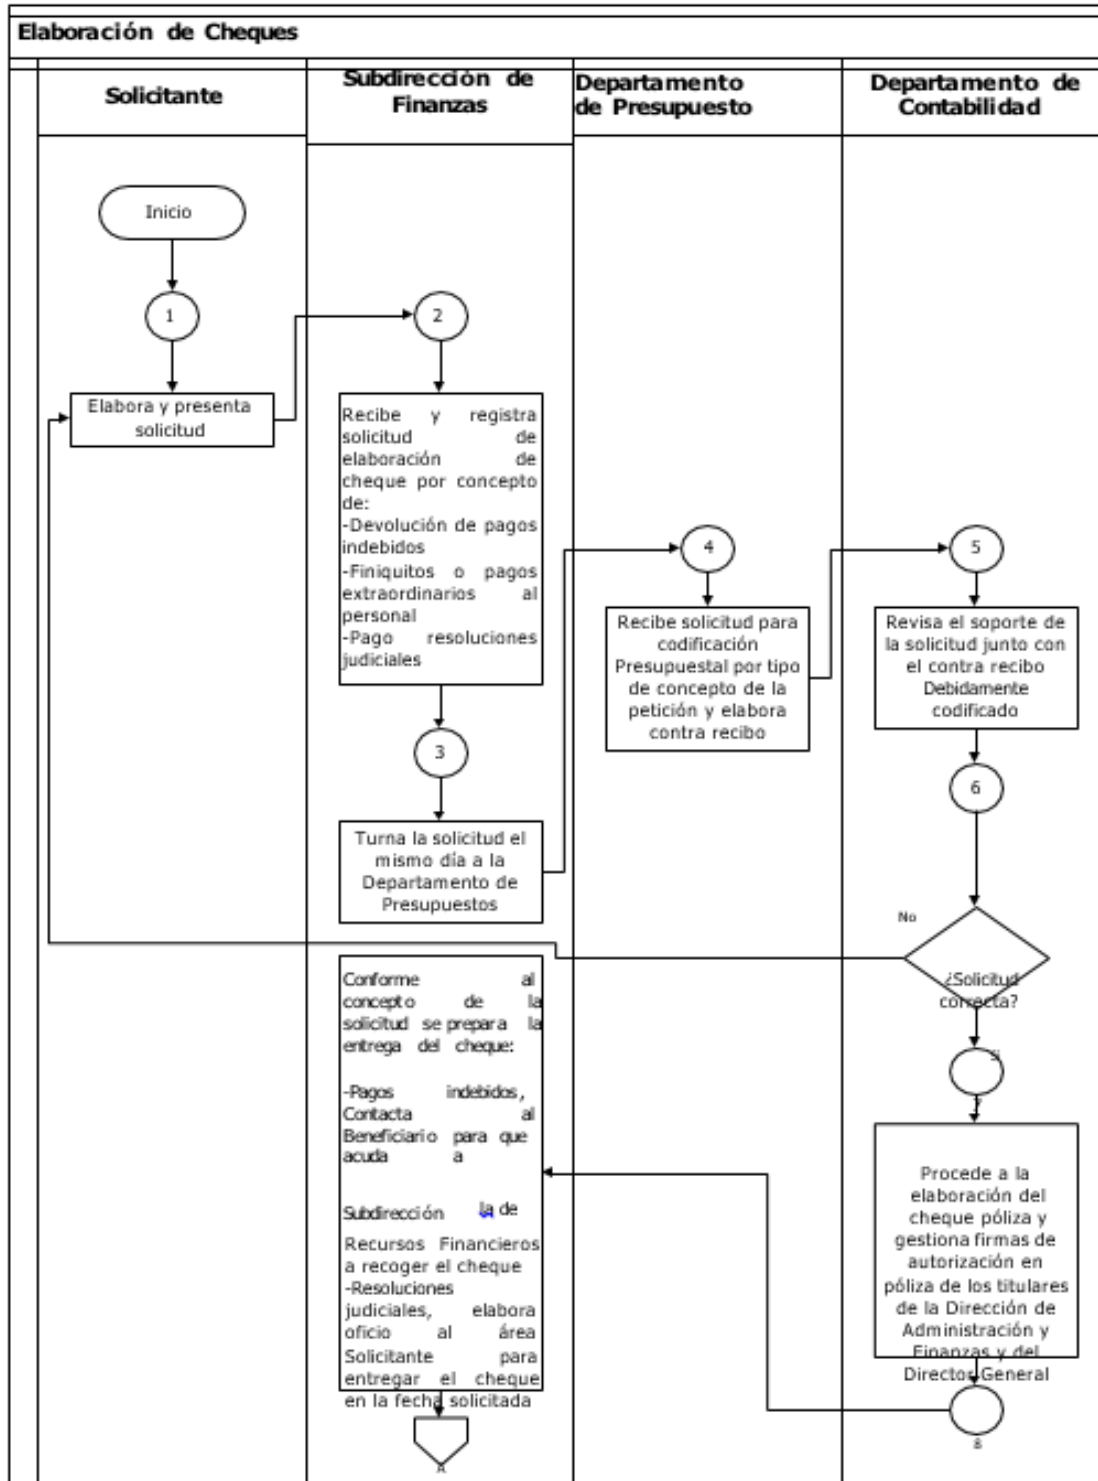 Elaboración de Cheques
Solicitante
Subdirección de
Finanzas
Departamento
de Presupuesto
Departamento de
Contabilidad
Inicio
1
Elabora y presenta
solicitud
2
Recibe y registra
solicitud de
elaboración de
cheque por concepto
de:
-Devolución de pagos
indebidos
-Finiquitos o pagos
extraordinarios al
personal
-Pago resoluciones
judiciales
3
Turna la solicitud el
mismo día a la
Departamento de
Presupuestos
4
Recibe solicitud para
codificación
Presupuestal por tipo
de concepto de la
petición y elabora
contra recibo
5
Revisa el soporte de
la solicitud junto con
el contra recibo
Debidamente
codificado
6
No
¿Solicitud
correcta?
Si
7
Procede a la
elaboración del
cheque póliza y
gestiona firmas de
autorización en
póliza de los titulares
de la Dirección de
Administración y
Finanzas y del
Director General
8
Conforme al
concepto de la
solicitud se prepara la
entrega del cheque:
-Pagos indebidos,
Contacta al
Beneficiario para que
acuda a
Subdirección la de
Recursos Financieros
a recoger el cheque
-Resoluciones
judiciales, elabora
oficio al área
Solicitante para
entregar el cheque
en la fecha solicitada
A